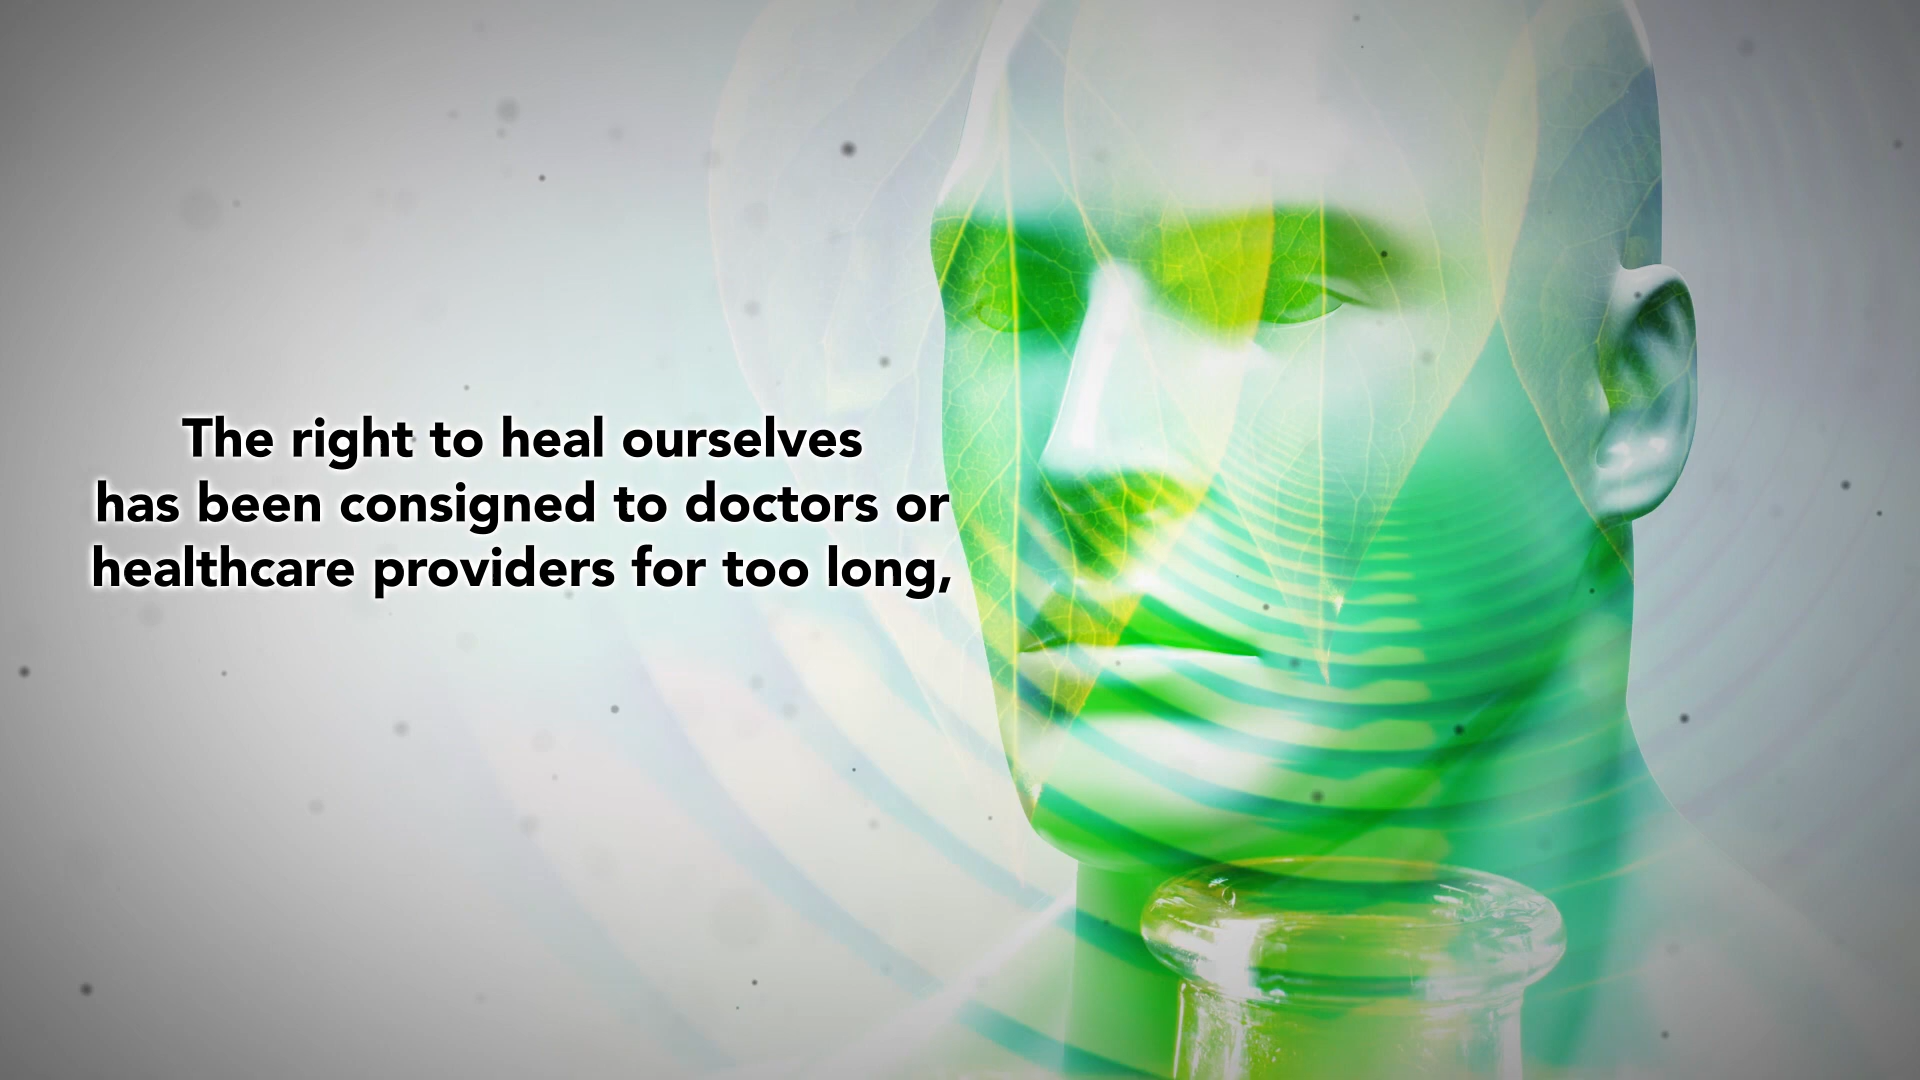 The right to heal ourselves
has been consigned to doctors or
healthcare providers for too long,